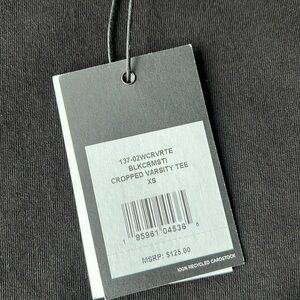 137-02WCRVRTE
BLKCRMSTI
CROPPED VARSITY TEE
XS
1 95961 04536 5
MSRP: $125.00
100% RECYCLED CARDSTOCK